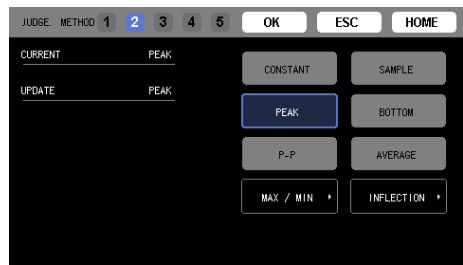 JUDGE. METHOD 1 2 3 4 5 OK ESC HOME
CURRENT PEAK
UPDATE PEAK
CONSTANT SAMPLE
PEAK BOTTOM
P-P AVERAGE
MAX / MIN INFLECTION